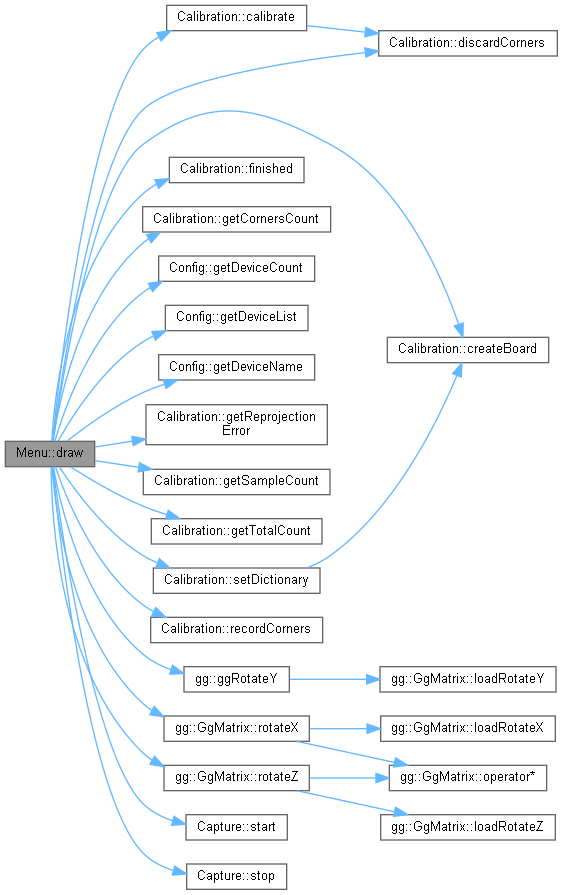 Calibration::calibrate
Calibration::discardCorners
Calibration::finished
Calibration::getCornersCount
Config::getDeviceCount
Config::getDeviceList
Calibration::createBoard
Config::getDeviceName
Calibration::getReprojection
Error
Menu::draw
Calibration::getSampleCount
Calibration::getTotalCount
Calibration::setDictionary
Calibration::recordCorners
gg::ggRotateY
gg::GgMatrix::loadRotateY
gg::GgMatrix::rotateX
gg::GgMatrix::loadRotateX
gg::GgMatrix::rotateZ
gg::GgMatrix::operator*
Capture::start
gg::GgMatrix::loadRotateZ
Capture::stop